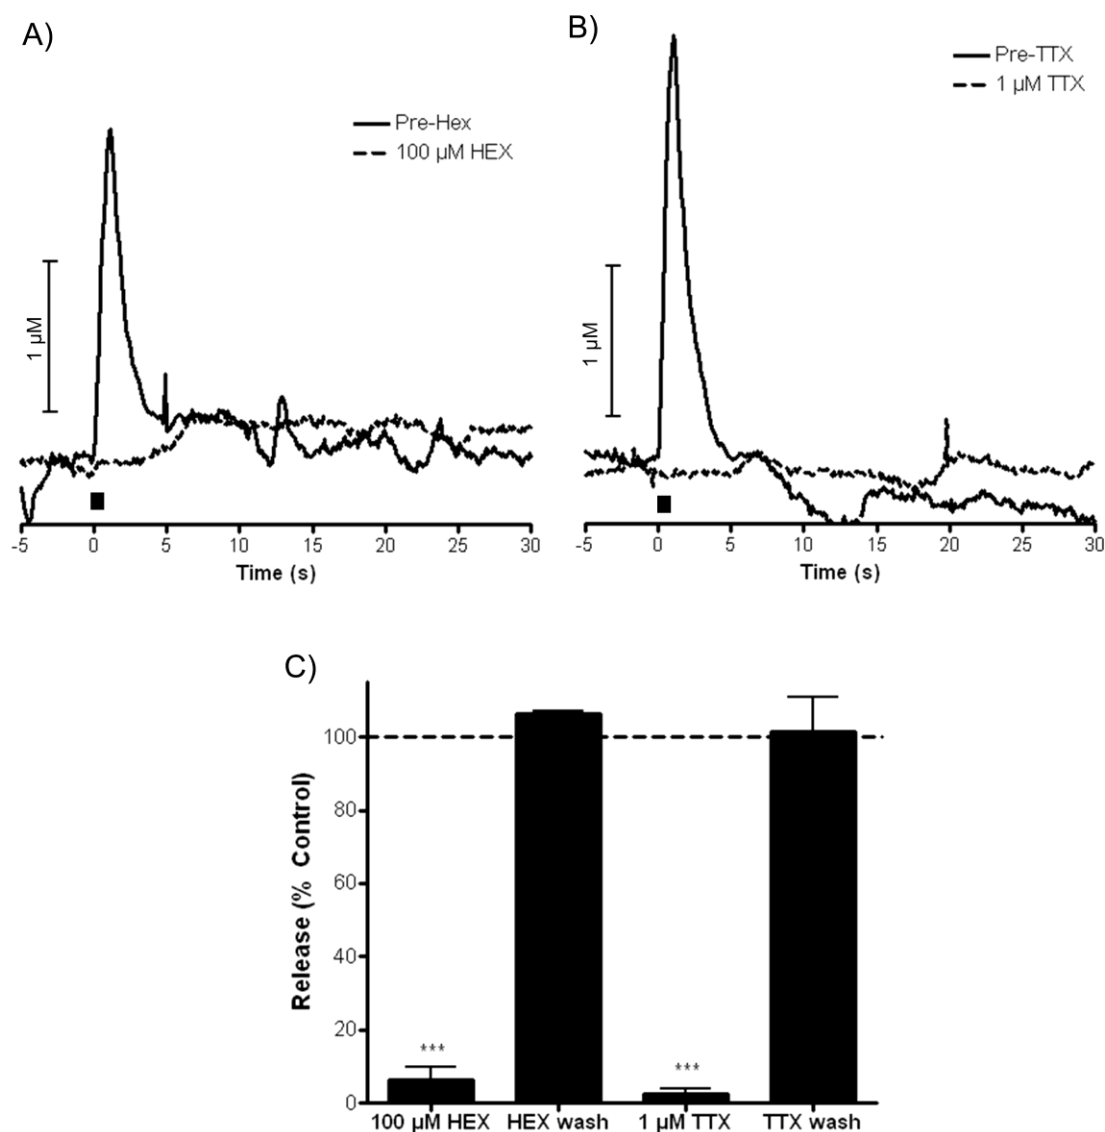 A)
Pre-Hex
100 µM HEX
1 µM
-5 0 5 10 15 20 25 30
Time (s)
B)
Pre-TTX
1 µM TTX
1 µM
-5 0 5 10 15 20 25 30
Time (s)
C)
Release (% Control)
100
80
60
40
20
0
***
***
100 µM HEX HEX wash 1 µM TTX TTX wash